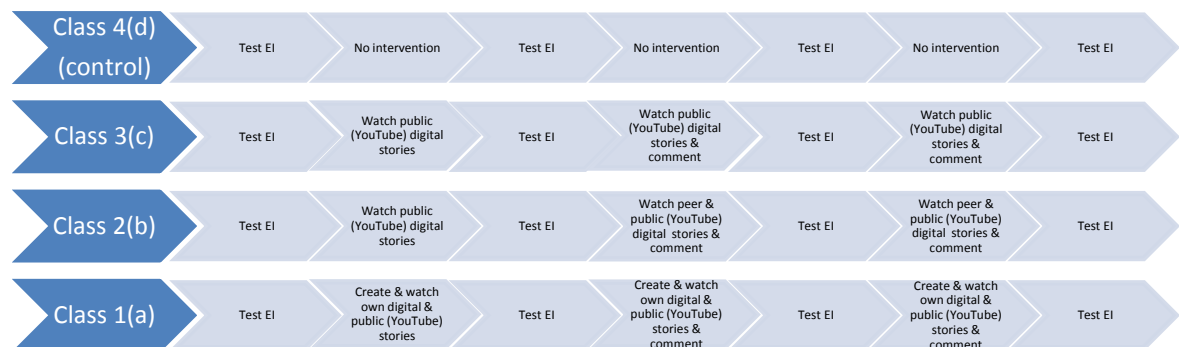 Class 4(d)
(control)
Test EI
No intervention
Test EI
No intervention
Test EI
No intervention
Test EI
Class 3(c)
Test EI
Watch public
(YouTube) digital
stories
Test EI
Watch public
(YouTube) digital
stories &
comment
Test EI
Watch public
(YouTube) digital
stories &
comment
Test EI
Class 2(b)
Test EI
Watch public
(YouTube) digital
stories
Test EI
Watch peer &
public (YouTube)
digital stories &
comment
Test EI
Watch peer &
public (YouTube)
digital stories &
comment
Test EI
Class 1(a)
Test EI
Create & watch
own digital &
public (YouTube)
stories
Test EI
Create & watch
own digital &
public (YouTube)
stories &
comment
Test EI
Create & watch
own digital &
public (YouTube)
stories &
comment
Test EI